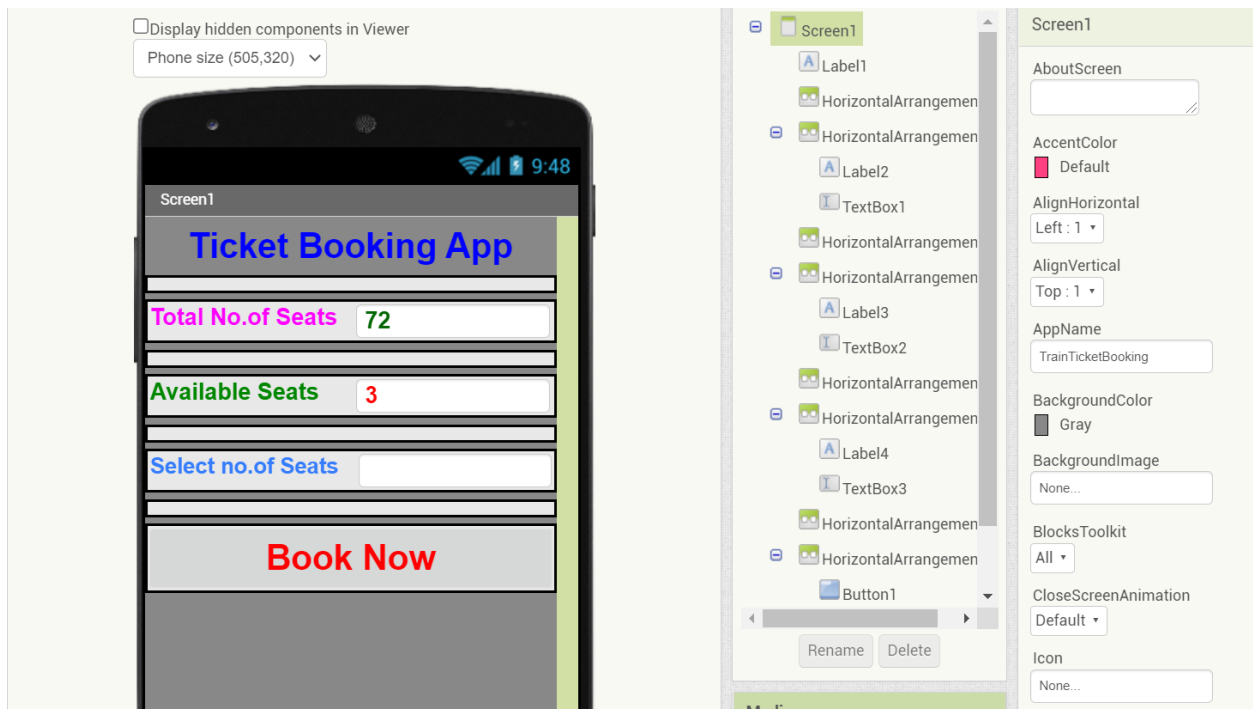 Display hidden components in Viewer
Phone size (505,320)
9:48
Screen1
Ticket Booking App
Total No.of Seats
72
Available Seats
3
Select no.of Seats
Book Now
Screen1
Label1
HorizontalArrangemen
HorizontalArrangemen
Label2
TextBox1
HorizontalArrangemen
HorizontalArrangemen
Label3
TextBox2
HorizontalArrangemen
HorizontalArrangemen
Label4
TextBox3
HorizontalArrangemen
HorizontalArrangemen
Button1
Rename Delete
Screen1
AboutScreen
AccentColor
Default
AlignHorizontal
Left : 1
AlignVertical
Top : 1
AppName
TrainTicketBooking
BackgroundColor
Gray
BackgroundImage
None...
BlocksToolkit
All
CloseScreenAnimation
Default
Icon
None...